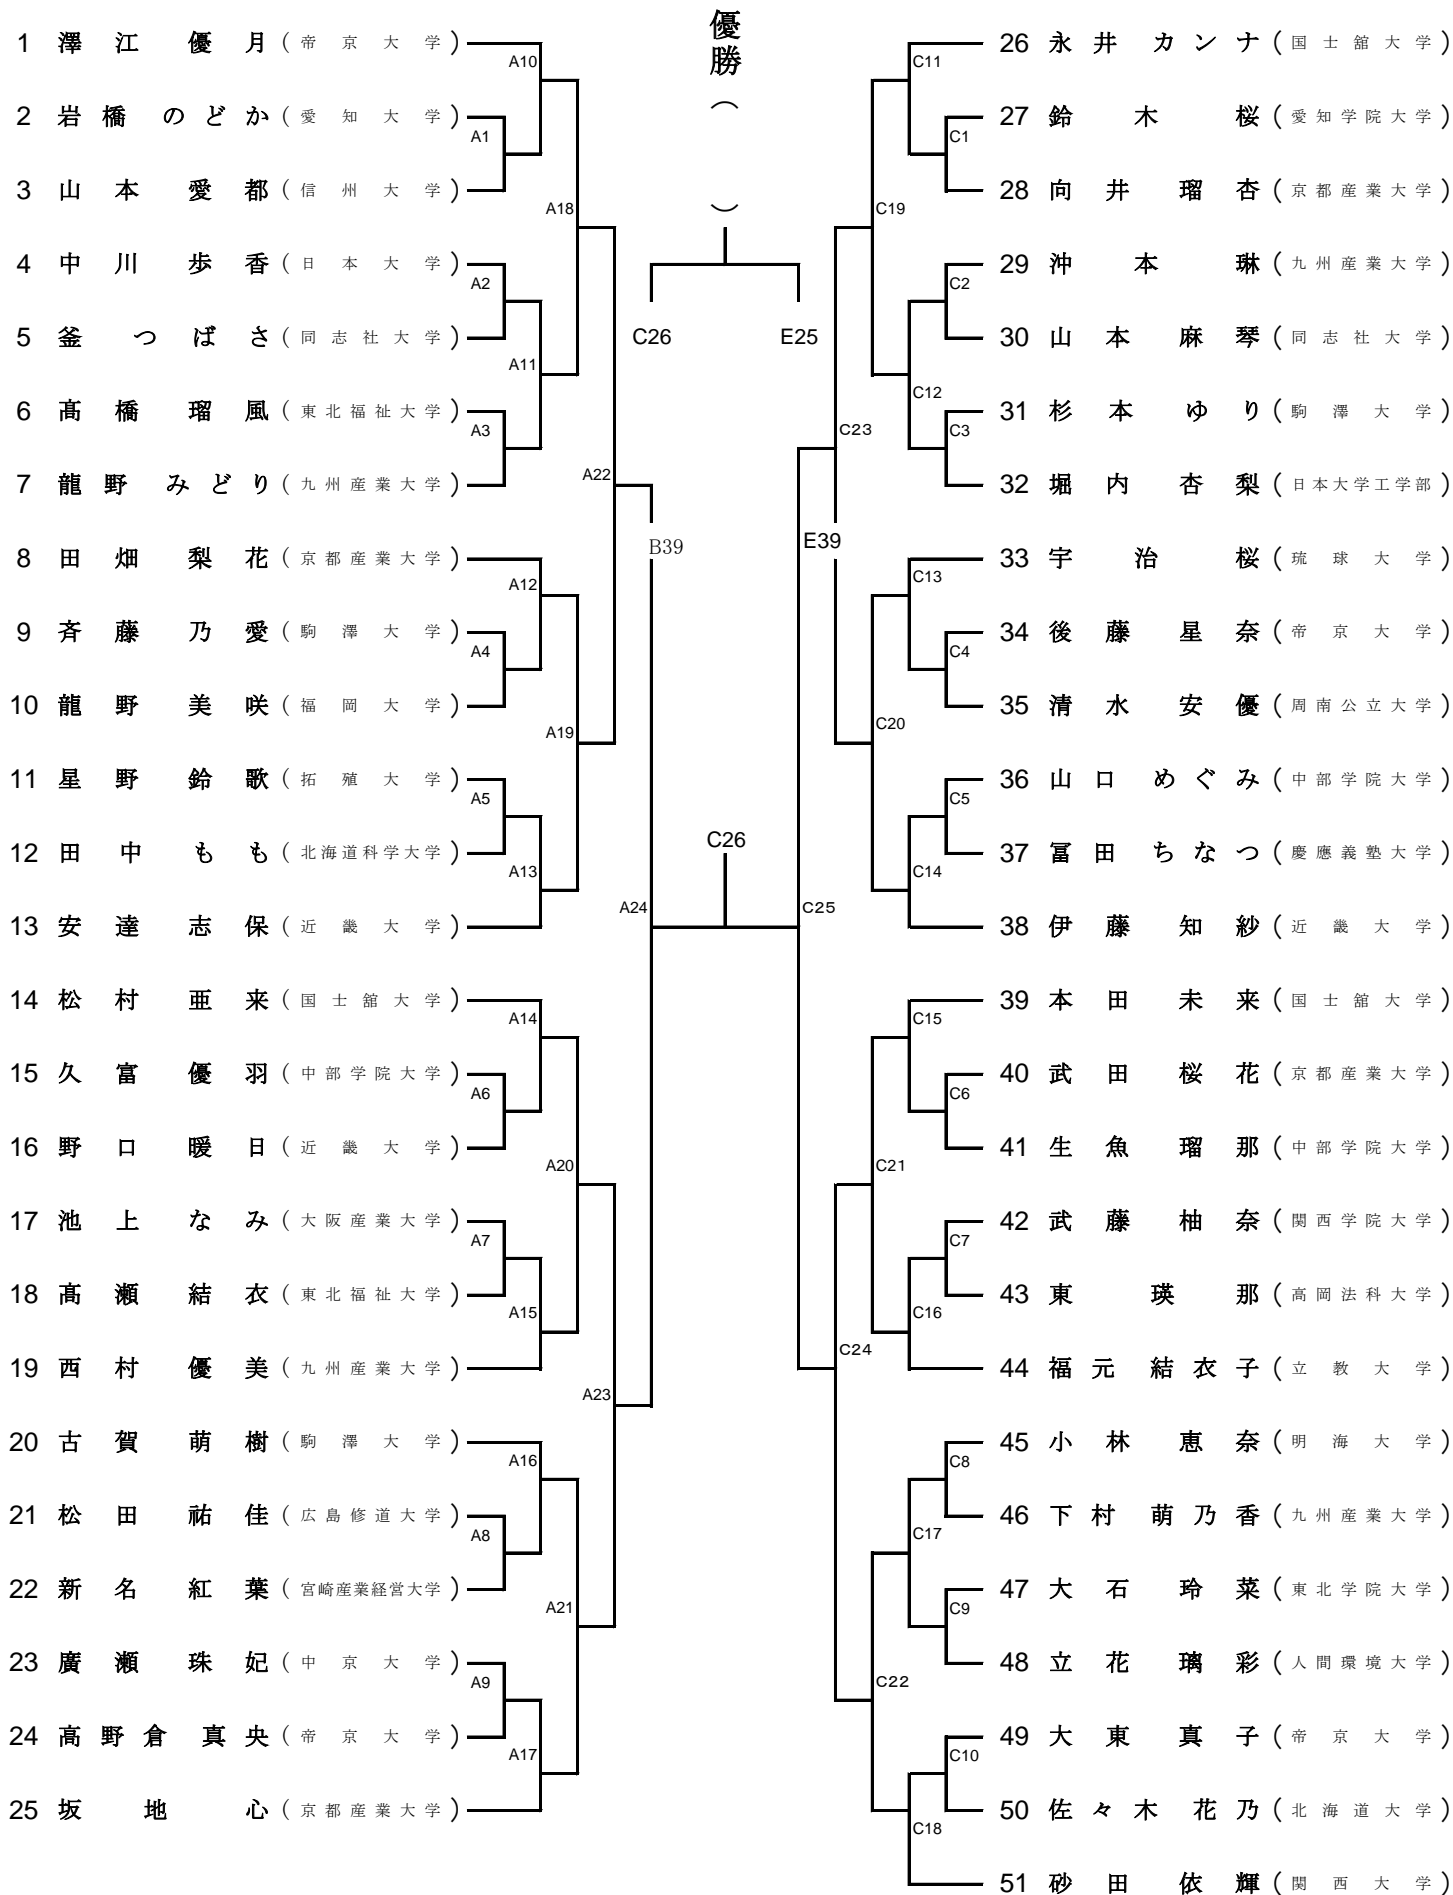 優勝
（　　）
1 澤江 優月 (帝京大学)
A10
2 岩橋 のどか (愛知大学)
A1
3 山本 愛都 (信州大学)
A18
4 中川 歩香 (日本大学)
A2
5 釜 つばさ (同志社大学)
A11
6 髙橋 瑠風 (東北福祉大学)
A3
7 龍野 みどり (九州産業大学)
A22
8 田畑 梨花 (京都産業大学)
A12
9 斉藤 乃愛 (駒澤大学)
A4
10 龍野 美咲 (福岡大学)
A19
11 星野 鈴歌 (拓殖大学)
A5
12 田中 もも (北海道科学大学)
A13
13 安達 志保 (近畿大学)
A24
14 松村 亜来 (国士舘大学)
A14
15 久富 優羽 (中部学院大学)
A6
16 野口 暖日 (近畿大学)
A20
17 池上 なみ (大阪産業大学)
A7
18 髙瀬 結衣 (東北福祉大学)
A15
19 西村 優美 (九州産業大学)
A23
20 古賀 萌樹 (駒澤大学)
A16
21 松田 祐佳 (広島修道大学)
A8
22 新名 紅葉 (宮崎産業経営大学)
A21
23 廣瀬 珠妃 (中京大学)
A9
24 高野倉 真央 (帝京大学)
A17
25 坂地 心 (京都産業大学)
C26 E25
B39
E39
C26
26 永井 カンナ (国士舘大学)
C11
27 鈴木 桜 (愛知学院大学)
C1
28 向井 瑠杏 (京都産業大学)
C19
29 沖本 琳 (九州産業大学)
C2
30 山本 麻琴 (同志社大学)
C12
31 杉本 ゆり (駒澤大学)
C23
C3
32 堀内 杏梨 (日本大学工学部)
33 宇治 桜 (琉球大学)
C13
34 後藤 星奈 (帝京大学)
C4
35 清水 安優 (周南公立大学)
C20
36 山口 めぐみ (中部学院大学)
C5
37 冨田 ちなつ (慶應義塾大学)
C14
C25
38 伊藤 知紗 (近畿大学)
39 本田 未来 (国士舘大学)
C15
40 武田 桜花 (京都産業大学)
C6
41 生魚 瑠那 (中部学院大学)
C21
42 武藤 柚奈 (関西学院大学)
C7
43 東 瑛那 (高岡法科大学)
C16
C24
44 福元 結衣子 (立教大学)
45 小林 恵奈 (明海大学)
C8
46 下村 萌乃香 (九州産業大学)
C17
47 大石 玲菜 (東北学院大学)
C9
48 立花 璃彩 (人間環境大学)
C22
49 大東 真子 (帝京大学)
C10
50 佐々木 花乃 (北海道大学)
C18
51 砂田 依輝 (関西大学)